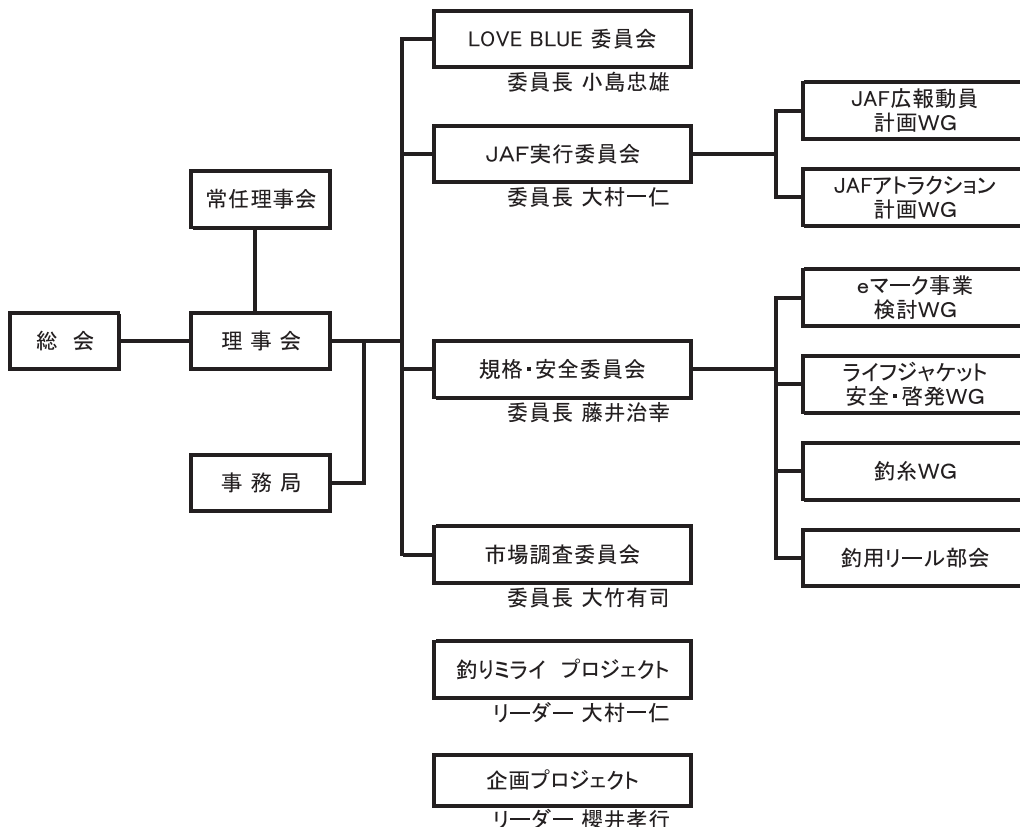 総 会
常任理事会
理 事 会
事 務 局
LOVE BLUE 委員会
委員長 小島忠雄
JAF実行委員会
委員長 大村一仁
JAF広報動員
計画WG
JAFアトラクション
計画WG
規格・安全委員会
委員長 藤井治幸
eマーク事業
検討WG
ライフジャケット
安全・啓発WG
釣糸WG
釣用リール部会
市場調査委員会
委員長 大竹有司
釣りミライ プロジェクト
リーダー 大村一仁
企画プロジェクト
リーダー 櫻井孝行